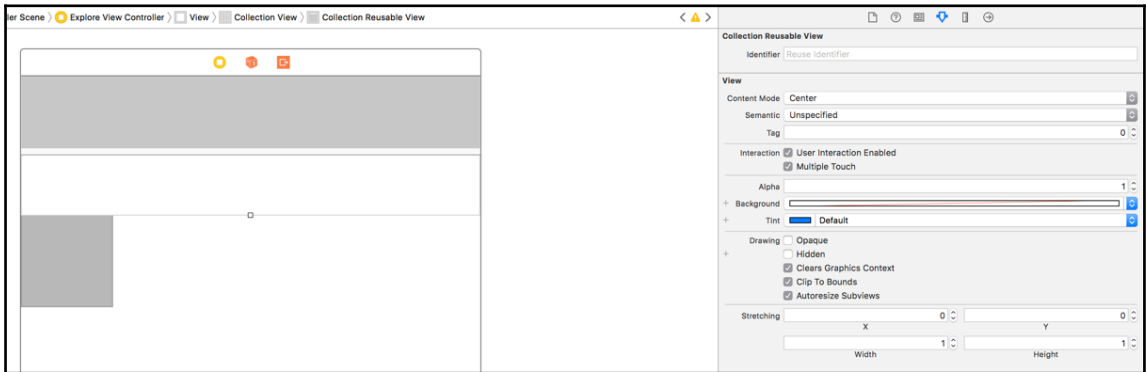 ler Scene 〉 Explore View Controller 〉 View 〉 Collection View 〉 Collection Reusable View
Collection Reusable View
Identifier Reuse Identifier
View
Content Mode Center
Semantic Unspecified
Tag 0
Interaction User Interaction Enabled
Multiple Touch
Alpha 1
+ Background
+ Tint Default
Drawing Opaque
+ Hidden
Clears Graphics Context
Clip To Bounds
Autoresize Subviews
Stretching 0 0
X Y
1 1
Width Height